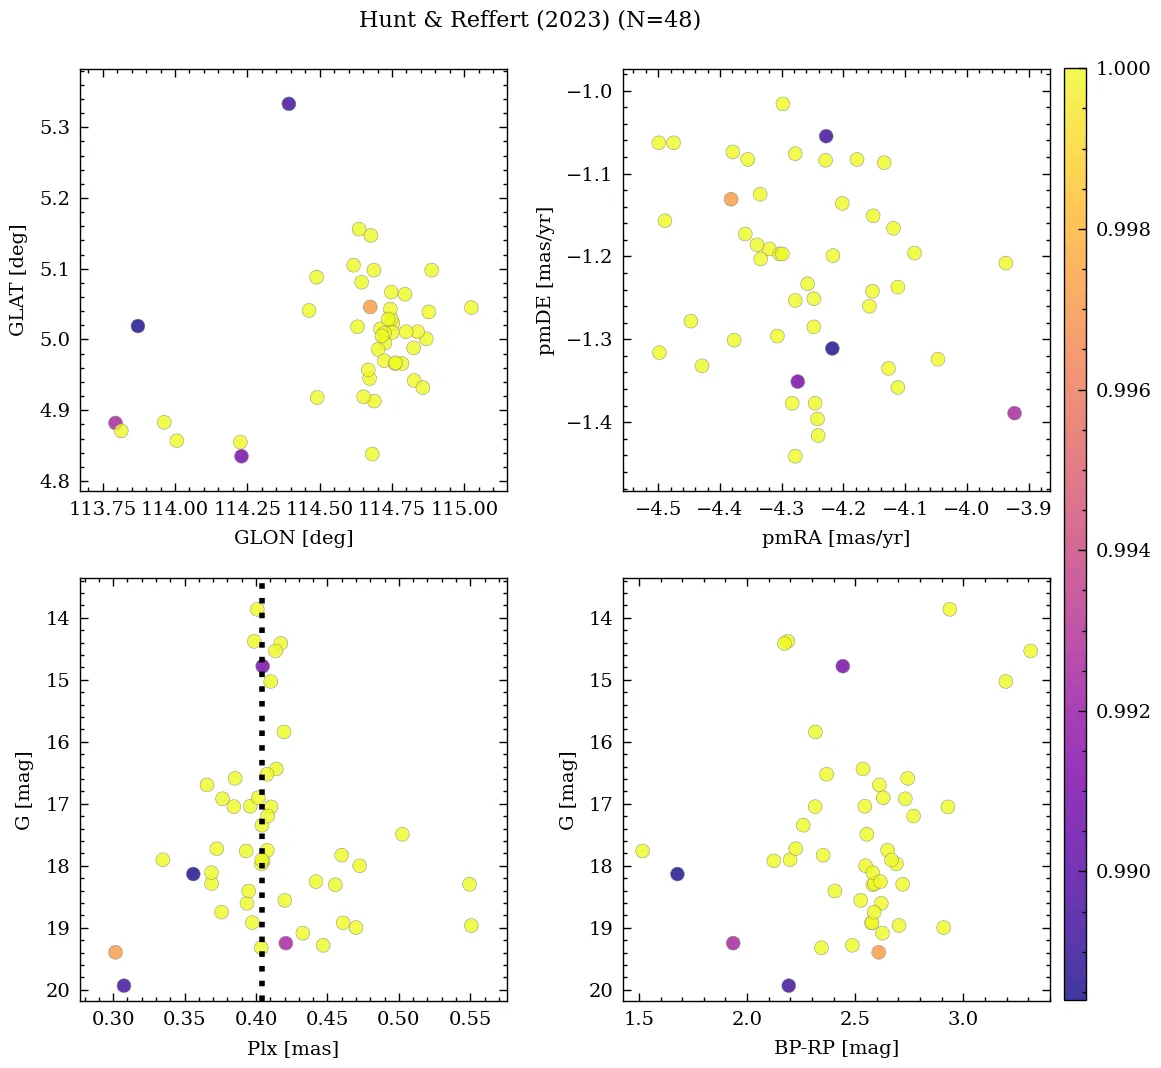 Hunt & Reffert (2023) (N=48)
5.3
5.2
5.1
5.0
4.9
4.8
GLAT [deg]
113.75 114.00 114.25 114.50 114.75 115.00
GLON [deg]
−1.0
−1.1
−1.2
−1.3
−1.4
pmDE [mas/yr]
−4.5 −4.4 −4.3 −4.2 −4.1 −4.0 −3.9
pmRA [mas/yr]
1.000
0.998
0.996
0.994
0.992
0.990
14
15
16
17
18
19
20
G [mag]
0.30 0.35 0.40 0.45 0.50 0.55
Plx [mas]
14
15
16
17
18
19
20
G [mag]
1.5 2.0 2.5 3.0
BP-RP [mag]